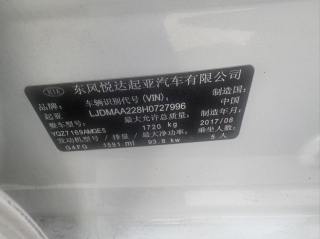 KIA 东风悦达起亚汽车有限公司
品牌: 车辆识别代号(VIN): 制造国:
起亚 LJDMAA228H0727996 中国
整车型号: 最大允许总质量: 制造年月:
YQZ7169AMGE5 1720 kg 2017/06
发动机型号/排量/最大净功率: 乘坐人数:
G4FG 1591 ml 93.8 kw 5 人